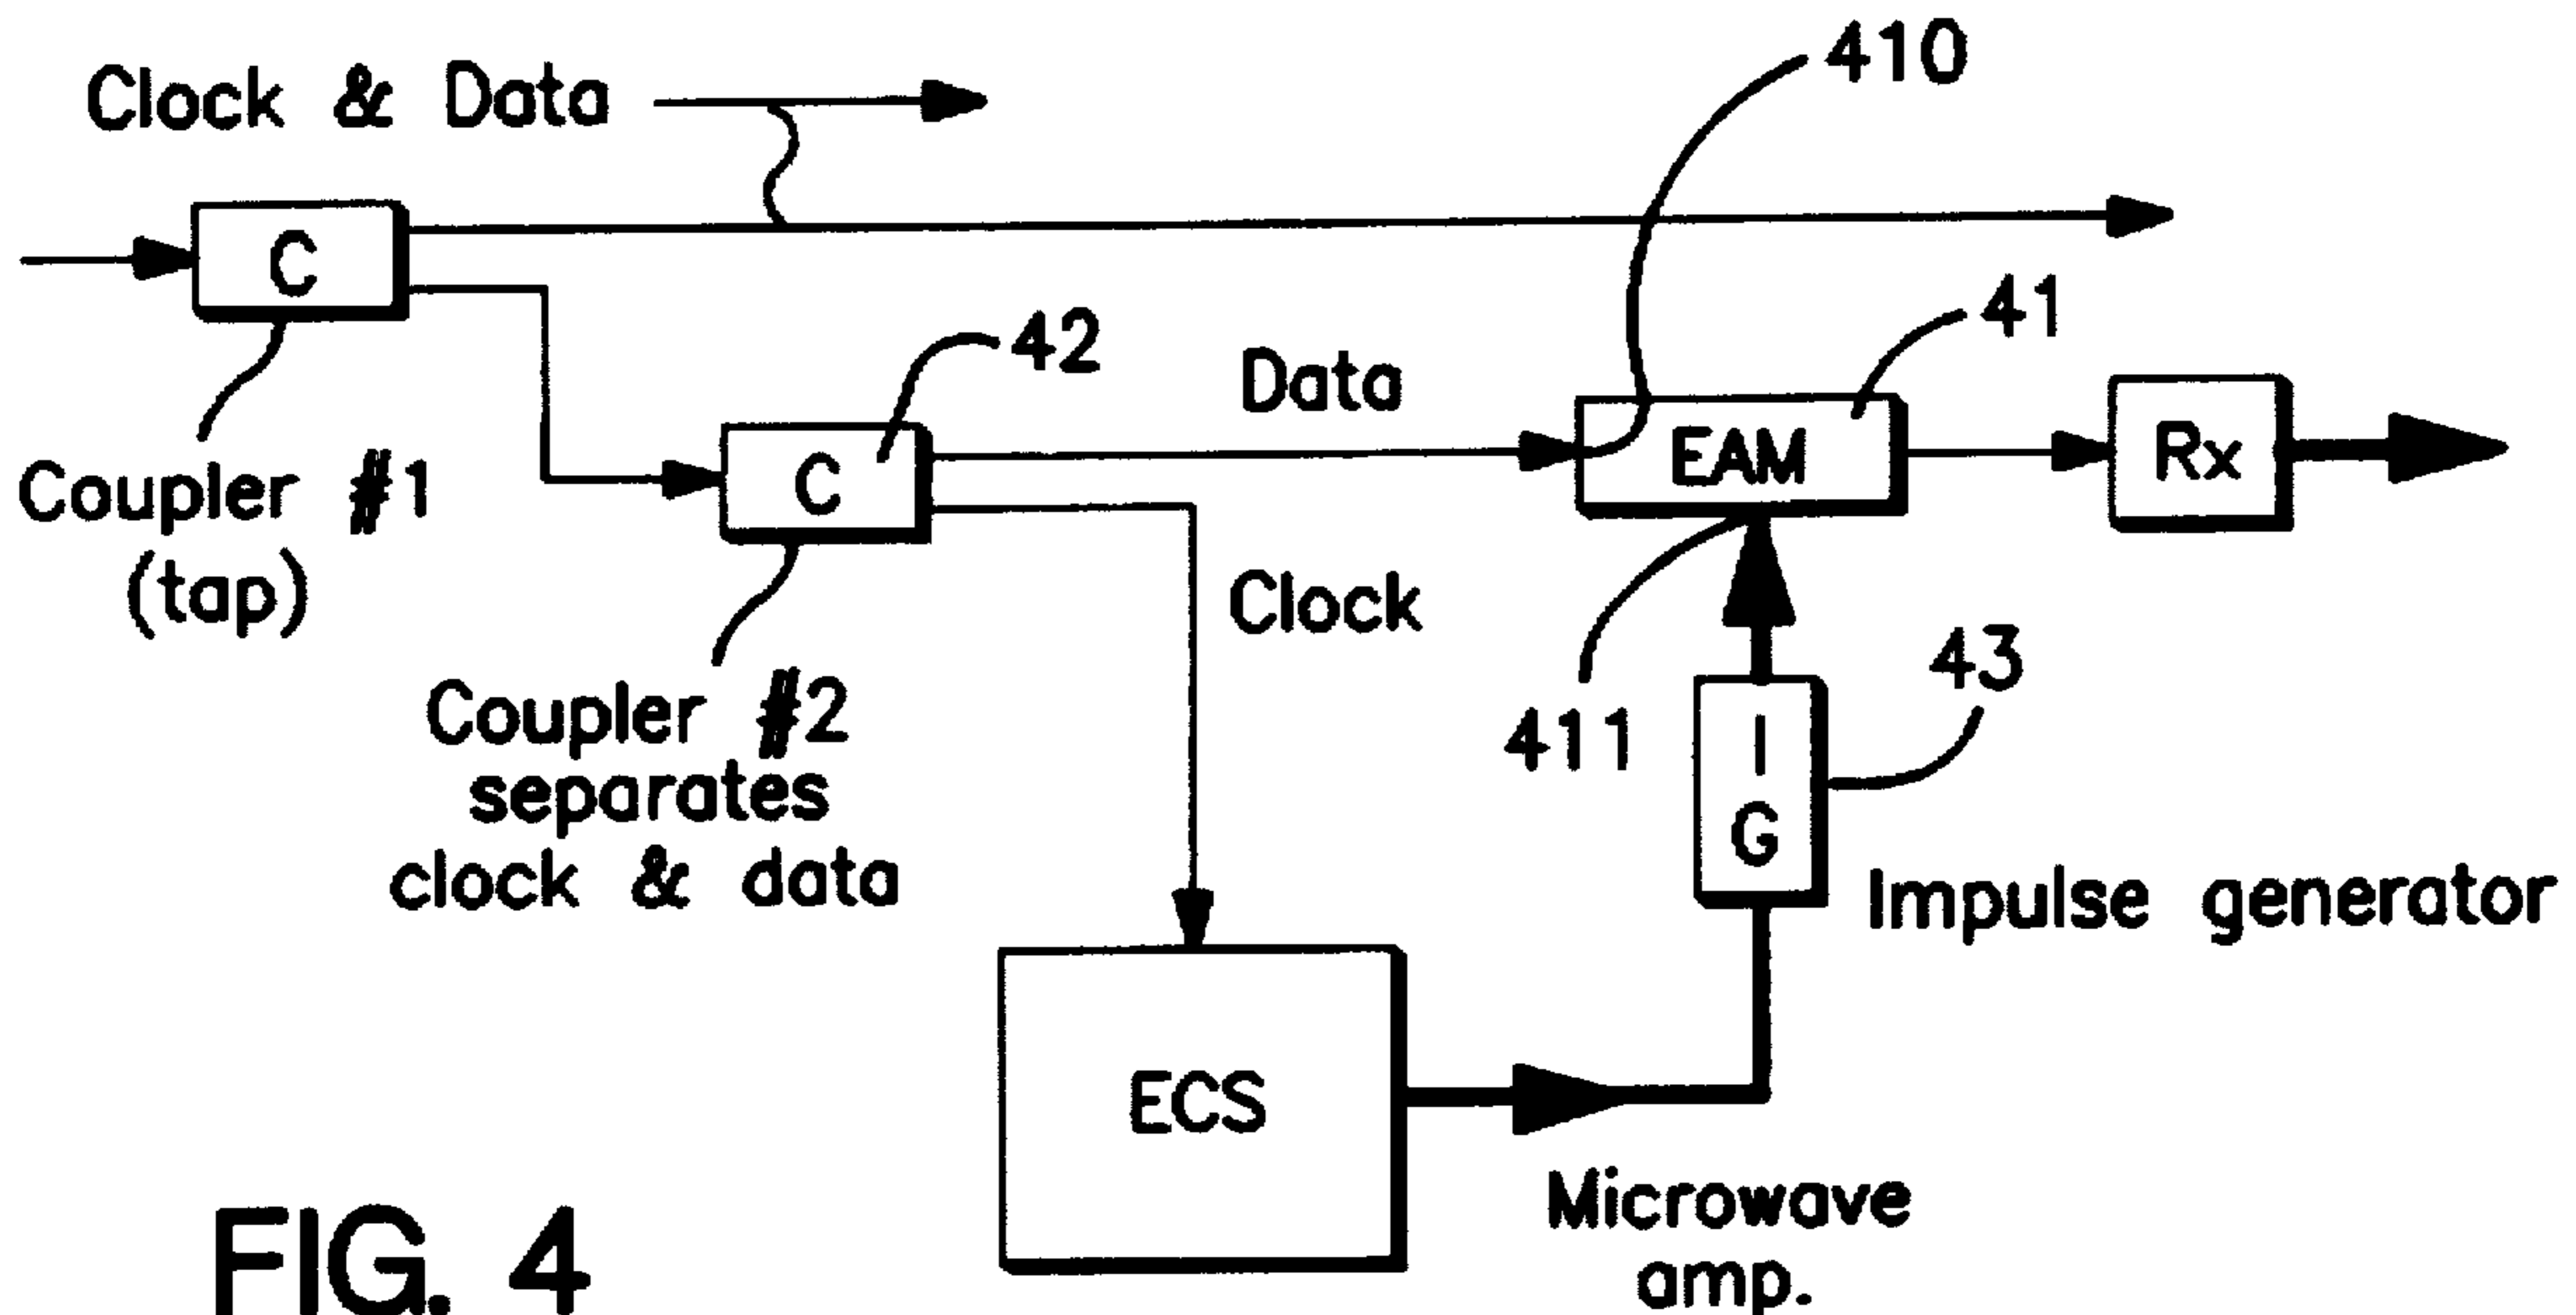 410
Clock & Data
C
41
42
Data
EAM
Rx
Coupler #1
(tap)
C
Clock
411
43
I
G
Coupler #2
separates
clock & data
Impulse generator
ECS
Microwave
amp.
FIG. 4